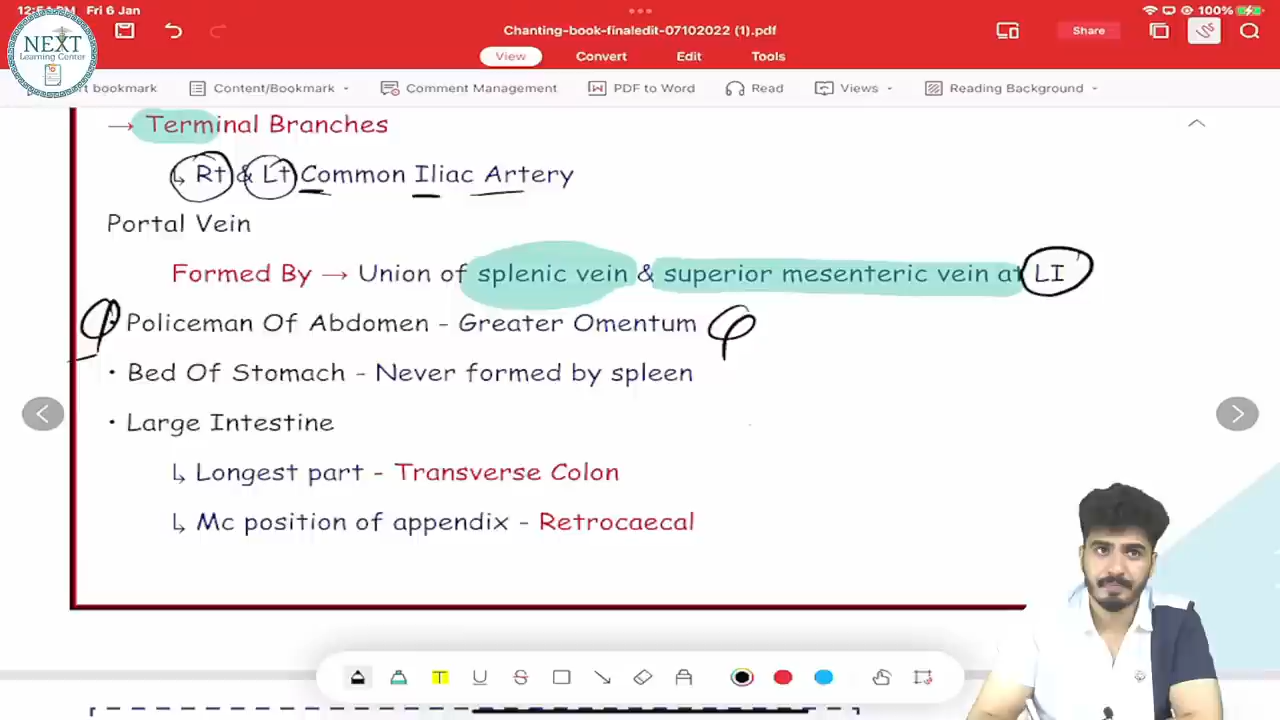 12:54 PM Fri 6 Jan
100%
NEXT
Learning Center
Chanting-book-finaledit-07102022 (1).pdf
Share
View
Convert
Edit
Tools
bookmark
Content/Bookmark
Comment Management
PDF to Word
Read
Views
Reading Background
→ Terminal Branches
↳ Rt & Lt Common Iliac Artery
Portal Vein
Formed By → Union of splenic vein & superior mesenteric vein at LI
• Policeman Of Abdomen - Greater Omentum
• Bed Of Stomach - Never formed by spleen
• Large Intestine
↳ Longest part - Transverse Colon
↳ Mc position of appendix - Retrocaecal
T
U
S